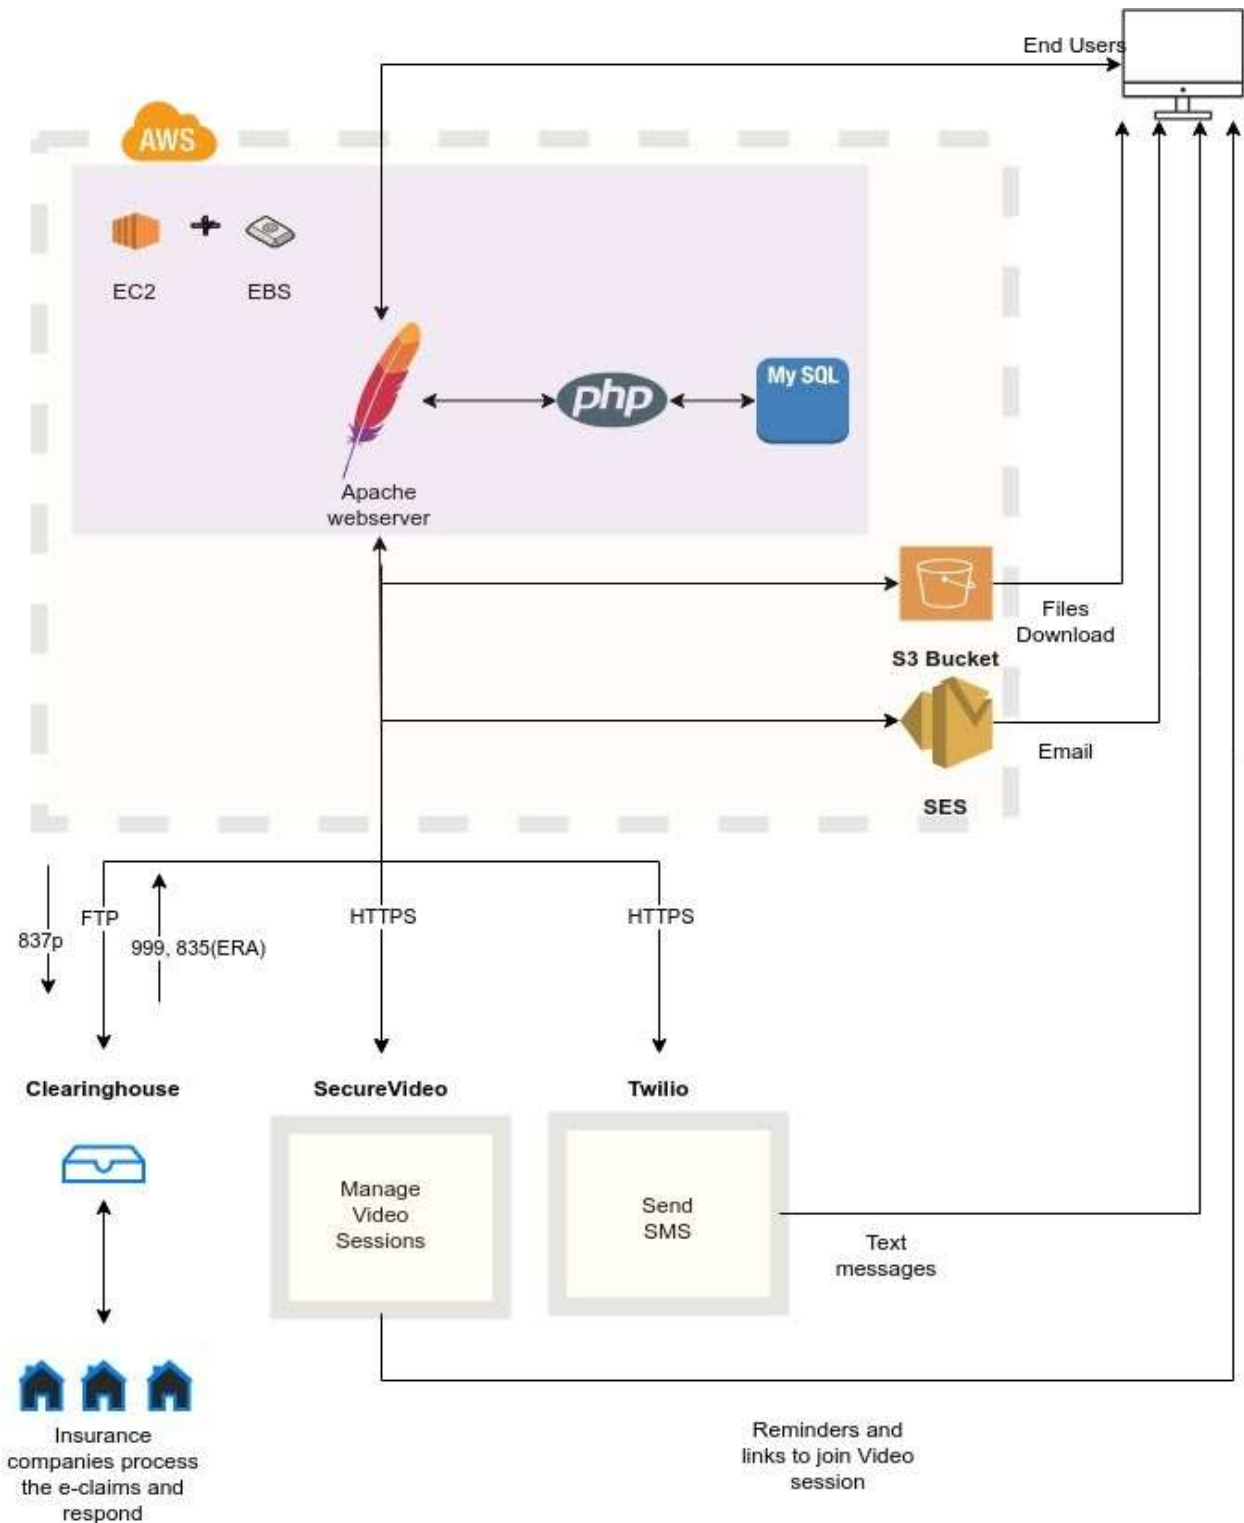 End Users
AWS
EC2
EBS
php
My SQL
Apache
webserver
Files
Download
S3 Bucket
Email
SES
837p
FTP
999, 835(ERA)
HTTPS
HTTPS
Clearinghouse
SecureVideo
Twilio
Manage
Video
Sessions
Send
SMS
Text
messages
Insurance
companies process
the e-claims and
respond
Reminders and
links to join Video
session